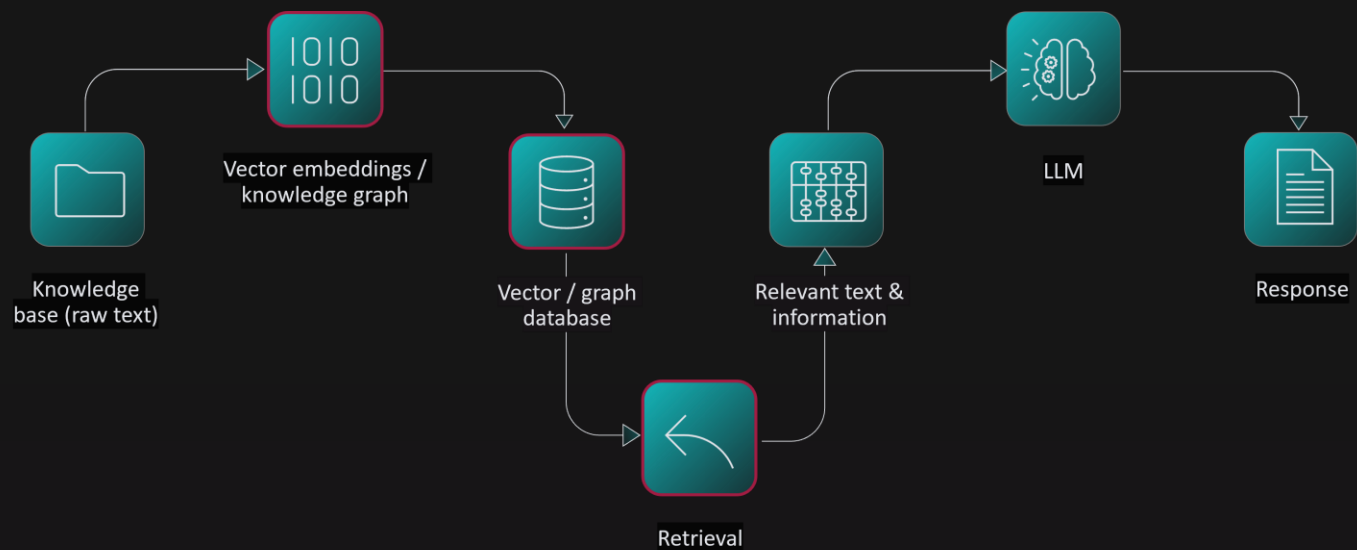 1010
1010
Vector embeddings /
knowledge graph
Knowledge
base (raw text)
Vector / graph
database
Retrieval
Relevant text &
information
LLM
Response